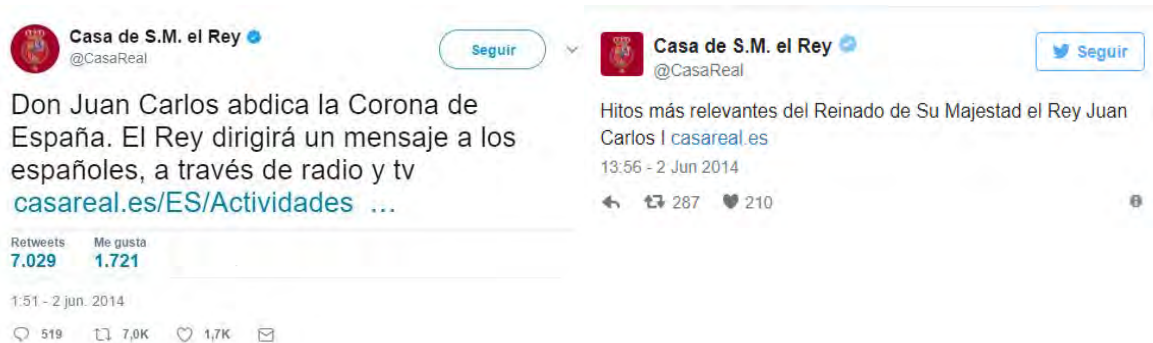 Casa de S.M. el Rey
@CasaReal
Seguir
Don Juan Carlos abdica la Corona de
España. El Rey dirigirá un mensaje a los
españoles, a través de radio y tv
casareal.es/ES/Actividades ...
Retweets Me gusta
7.029 1.721
1:51 - 2 jun. 2014
519 7,0K 1,7K
Casa de S.M. el Rey
@CasaReal
Seguir
Hitos más relevantes del Reinado de Su Majestad el Rey Juan
Carlos I casareal.es
13:56 - 2 Jun 2014
287 210